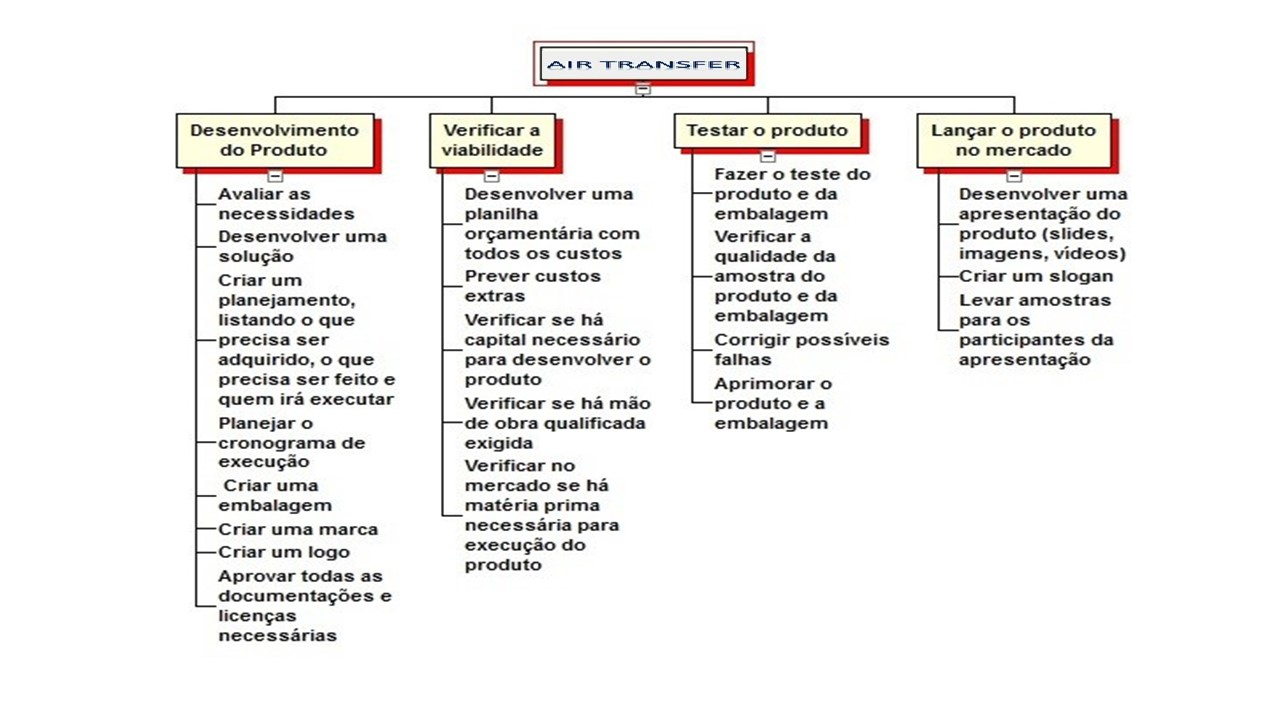 AIR TRANSFER
Desenvolvimento
do Produto
Avaliar as
necessidades
Desenvolver uma
solução
Criar um
planejamento,
listando o que
precisa ser
adquirido, o que
precisa ser feito e
quem irá executar
Planejar o
cronograma de
execução
Criar uma
embalagem
Criar uma marca
Criar um logo
Aprovar todas as
documentações e
licenças
necessárias
Verificar a
viabilidade
Desenvolver uma
planilha
orçamentária com
todos os custos
Prever custos
extras
Verificar se há
capital necessário
para desenvolver o
produto
Verificar se há mão
de obra qualificada
exigida
Verificar no
mercado se há
matéria prima
necessária para
execução do
produto
Testar o produto
Fazer o teste do
produto e da
embalagem
Verificar a
qualidade da
amostra do
produto e da
embalagem
Corrigir possíveis
falhas
Aprimorar o
produto e a
embalagem
Lançar o produto
no mercado
Desenvolver uma
apresentação do
produto (slides,
imagens, vídeos)
Criar um slogan
Levar amostras
para os
participantes da
apresentação